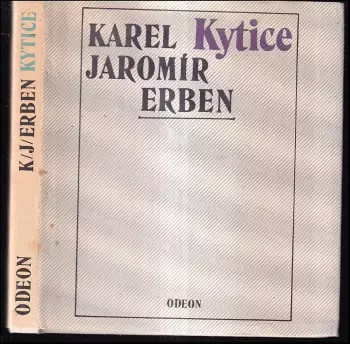 KAREL Kytice
JAROMÍR
ERBEN
ODEON
K/J/ERBEN KYTICE
ODEON